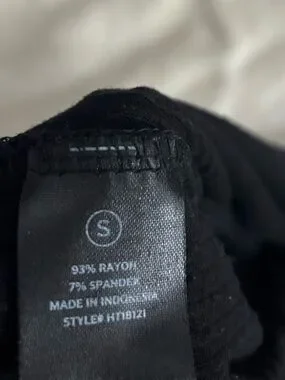 S
93% RAYON
7% SPANDEX
MADE IN INDONESIA
STYLE# HT18121